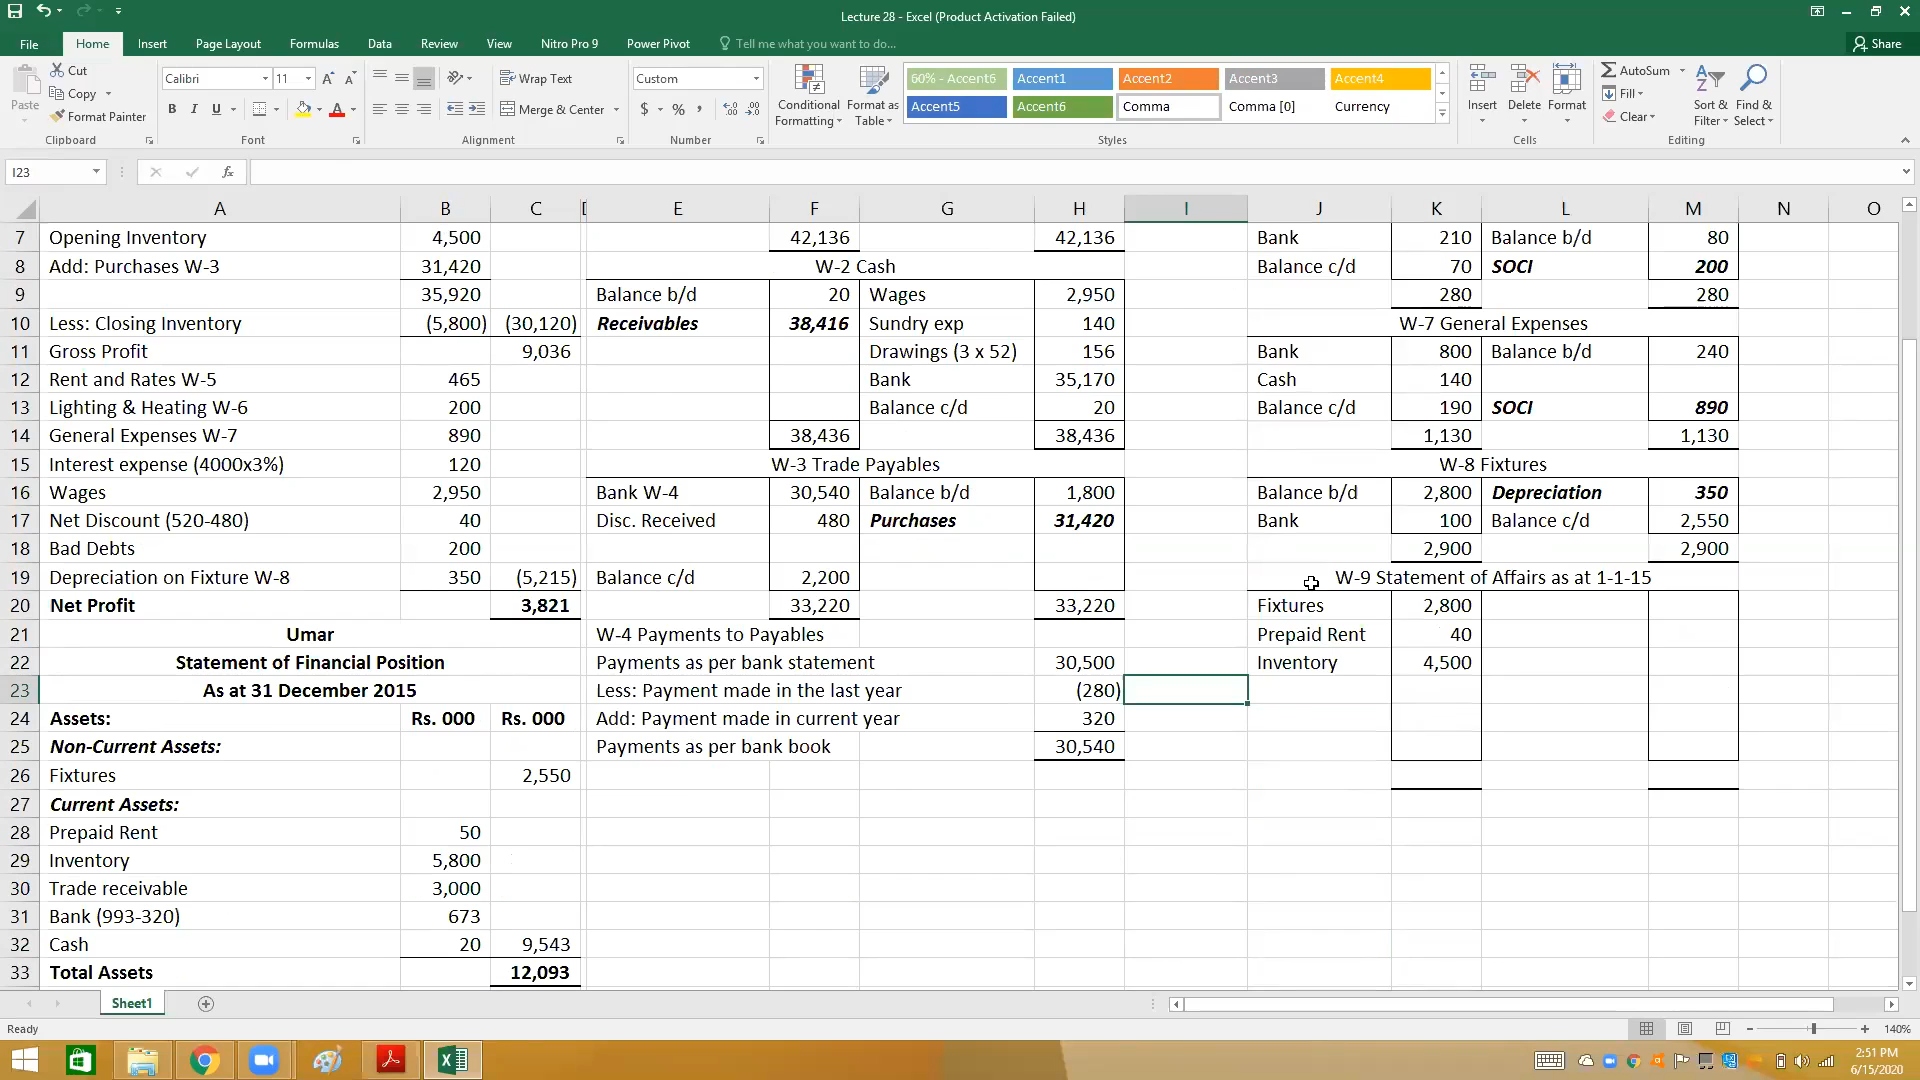 Lecture 28 - Excel (Product Activation Failed)
File Home Insert Page Layout Formulas Data Review View Nitro Pro 9 Power Pivot Tell me what you want to do... Share
Paste Cut Copy Format Painter Clipboard
Calibri 11 A A B I U A Font
Wrap Text Merge & Center Alignment
Custom $ % , Number
Conditional Formatting Format as Table
60% - Accent6 Accent1 Accent2 Accent3 Accent4
Accent5 Accent6 Comma Comma [0] Currency
Styles
Insert Delete Format Cells
AutoSum Fill Clear Sort & Filter Find & Select Editing
I23 fx
A B C D E F G H I J K L M N O
7 Opening Inventory 4,500 42,136 42,136 Bank 210 Balance b/d 80
8 Add: Purchases W-3 31,420 W-2 Cash Balance c/d 70 SOCI 200
9 35,920 Balance b/d 20 Wages 2,950 280 280
10 Less: Closing Inventory (5,800) (30,120) Receivables 38,416 Sundry exp 140 W-7 General Expenses
11 Gross Profit 9,036 Drawings (3 x 52) 156 Bank 800 Balance b/d 240
12 Rent and Rates W-5 465 Bank 35,170 Cash 140
13 Lighting & Heating W-6 200 Balance c/d 20 Balance c/d 190 SOCI 890
14 General Expenses W-7 890 38,436 38,436 1,130 1,130
15 Interest expense (4000x3%) 120 W-3 Trade Payables W-8 Fixtures
16 Wages 2,950 Bank W-4 30,540 Balance b/d 1,800 Balance b/d 2,800 Depreciation 350
17 Net Discount (520-480) 40 Disc. Received 480 Purchases 31,420 Bank 100 Balance c/d 2,550
18 Bad Debts 200 2,900 2,900
19 Depreciation on Fixture W-8 350 (5,215) Balance c/d 2,200 W-9 Statement of Affairs as at 1-1-15
20 Net Profit 3,821 33,220 33,220 Fixtures 2,800
21 Umar W-4 Payments to Payables Prepaid Rent 40
22 Statement of Financial Position Payments as per bank statement 30,500 Inventory 4,500
23 As at 31 December 2015 Less: Payment made in the last year (280)
24 Assets: Rs. 000 Rs. 000 Add: Payment made in current year 320
25 Non-Current Assets: Payments as per bank book 30,540
26 Fixtures 2,550
27 Current Assets:
28 Prepaid Rent 50
29 Inventory 5,800
30 Trade receivable 3,000
31 Bank (993-320) 673
32 Cash 20 9,543
33 Total Assets 12,093
Sheet1
Ready 140%
2:51 PM
6/15/2020